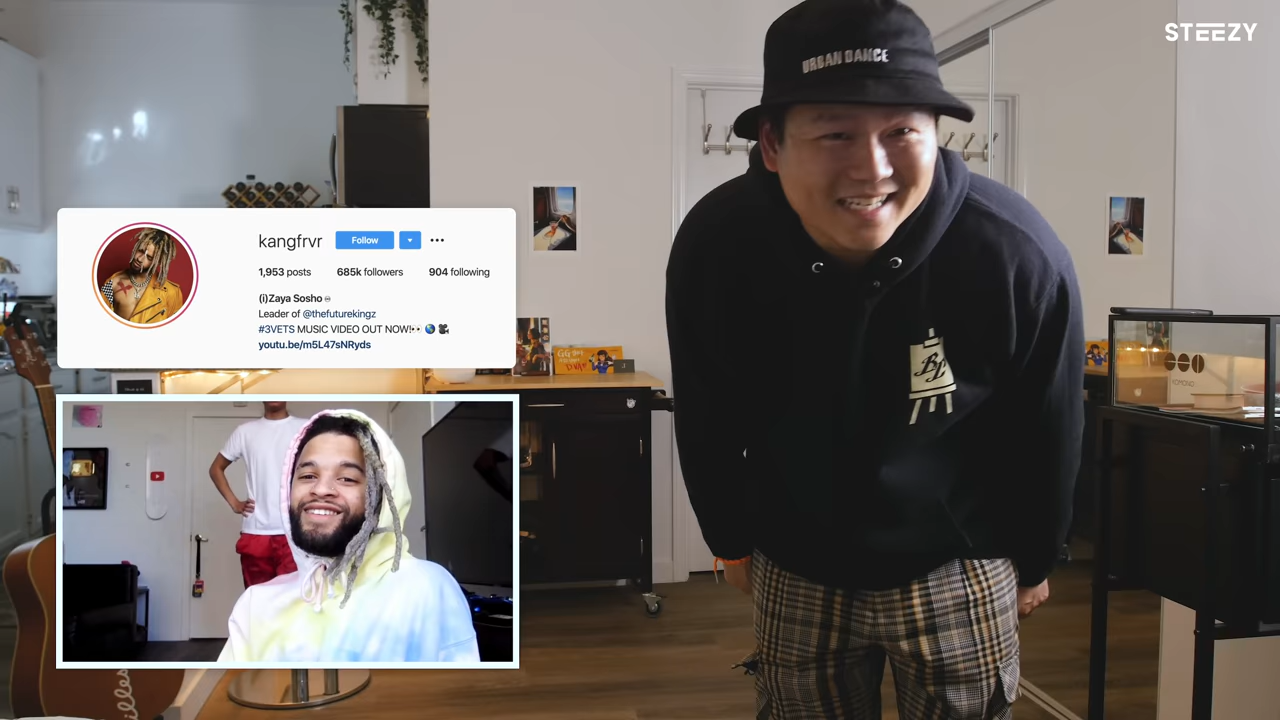 STEEZY
URBAN DANCE
kangfrvr Follow
1,953 posts 685k followers 904 following
(i)Zaya Sosho
Leader of @thefuturekingz
#3VETS MUSIC VIDEO OUT NOW!👀 🌎 🎥
youtu.be/m5L47sNRyds
BL